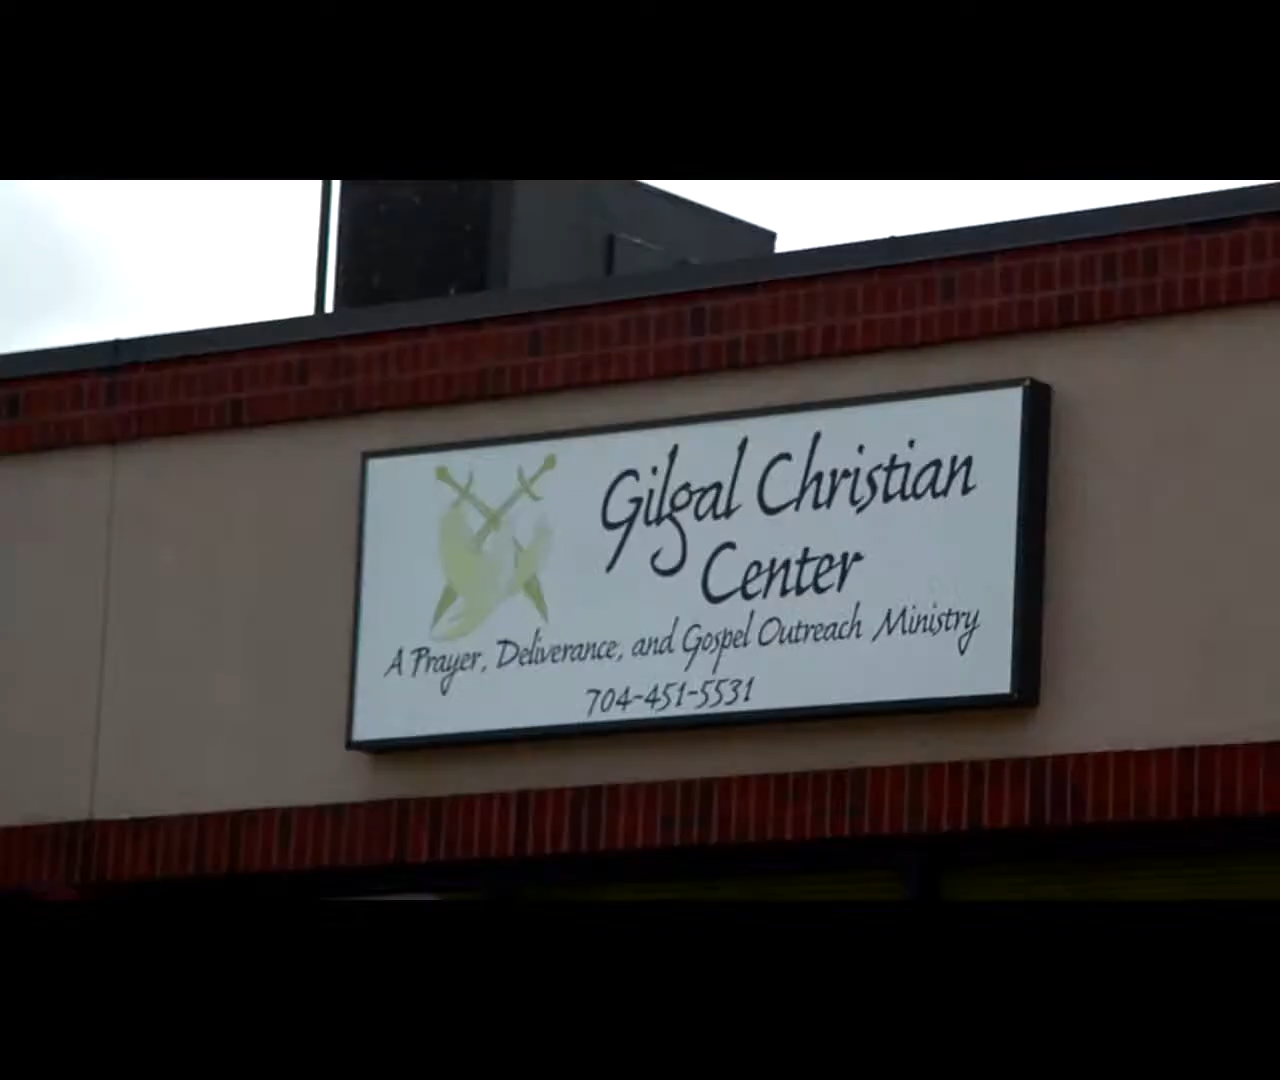 Gilgal Christian
Center
A Prayer, Deliverance, and Gospel Outreach Ministry
704-451-5531